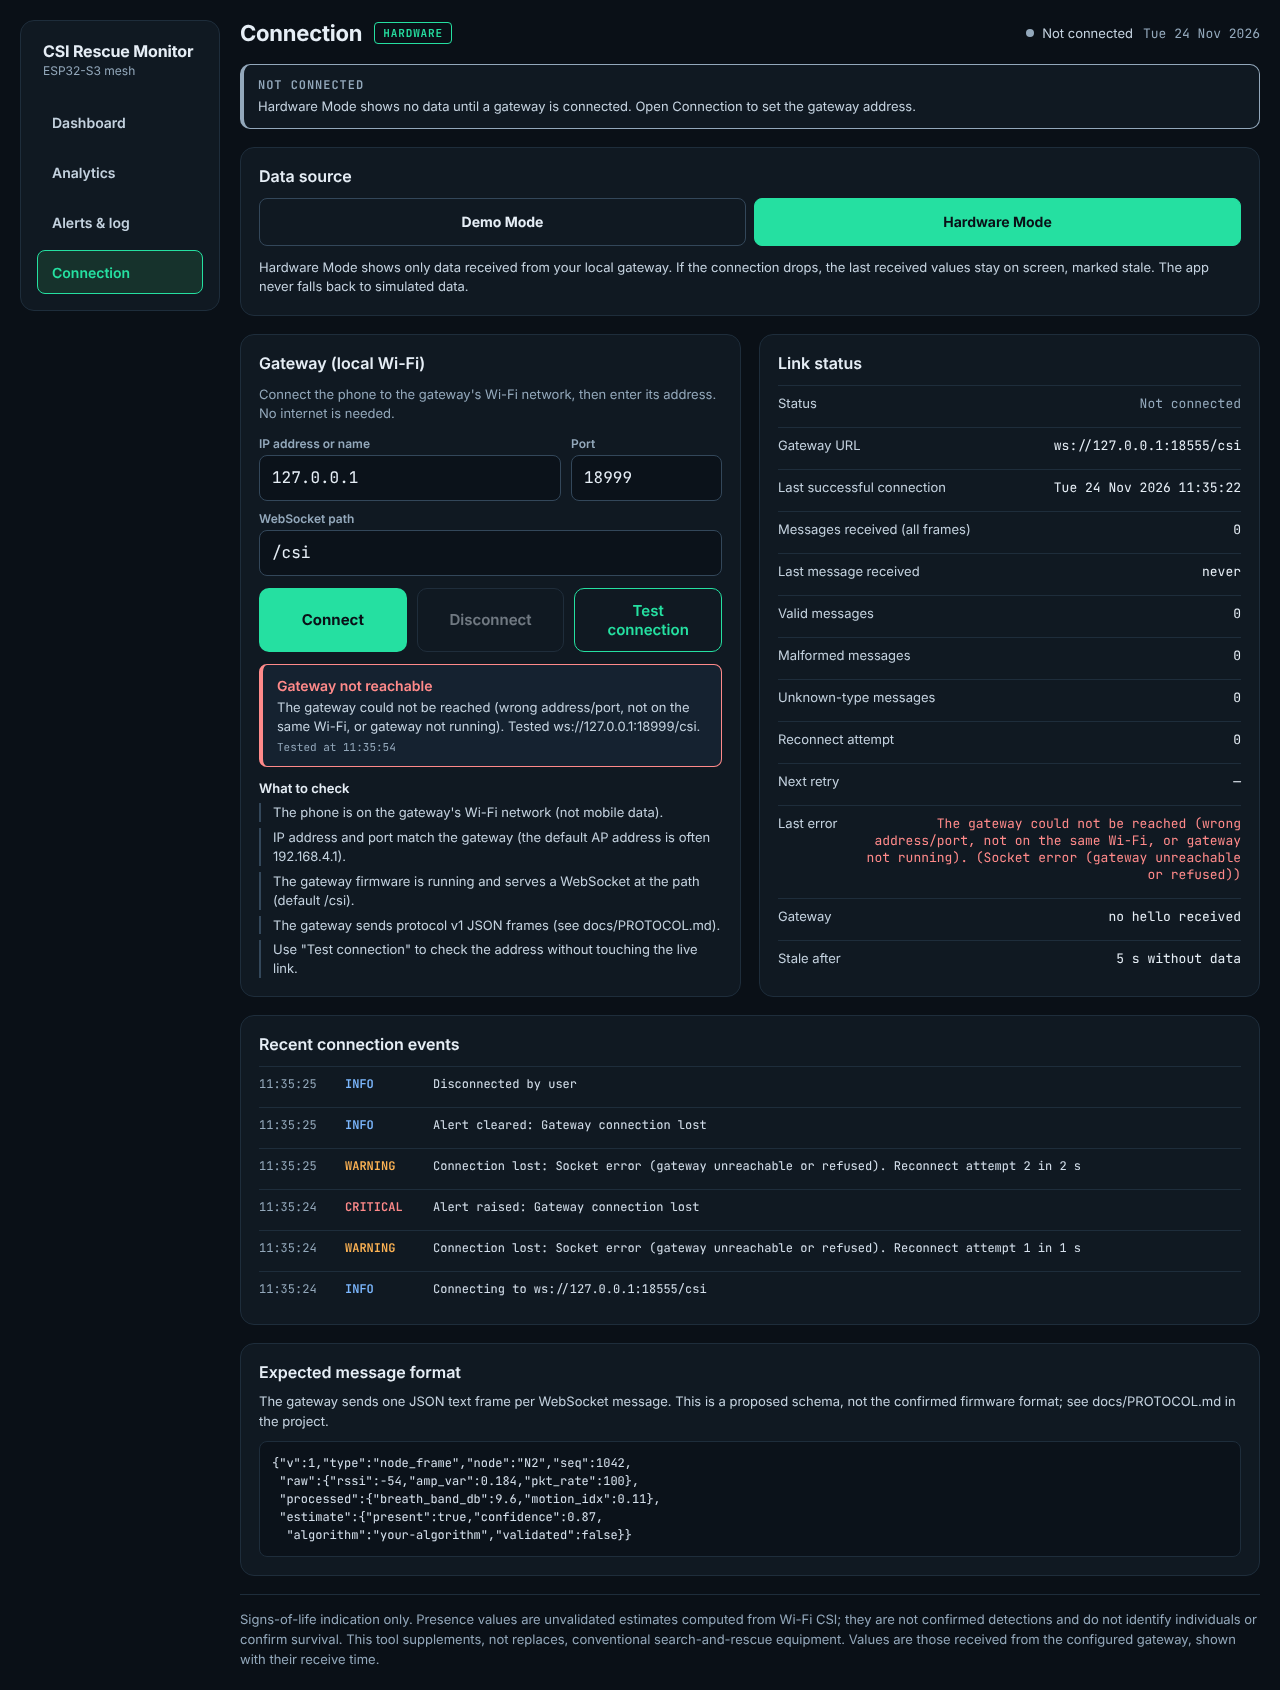 CSI Rescue Monitor
ESP32-S3 mesh
Dashboard
Analytics
Alerts & log
Connection
Connection
HARDWARE
Not connected
Tue 24 Nov 2026
NOT CONNECTED
Hardware Mode shows no data until a gateway is connected. Open Connection to set the gateway address.
Data source
Demo Mode
Hardware Mode
Hardware Mode shows only data received from your local gateway. If the connection drops, the last received values stay on screen, marked stale. The app
never falls back to simulated data.
Gateway (local Wi-Fi)
Connect the phone to the gateway's Wi-Fi network, then enter its address.
No internet is needed.
IP address or name
Port
127.0.0.1
18999
WebSocket path
/csi
Connect
Disconnect
Test
connection
Gateway not reachable
The gateway could not be reached (wrong address/port, not on the
same Wi-Fi, or gateway not running). Tested ws://127.0.0.1:18999/csi.
Tested at 11:35:54
What to check
The phone is on the gateway's Wi-Fi network (not mobile data).
IP address and port match the gateway (the default AP address is often
192.168.4.1).
The gateway firmware is running and serves a WebSocket at the path
(default /csi).
The gateway sends protocol v1 JSON frames (see docs/PROTOCOL.md).
Use "Test connection" to check the address without touching the live
link.
Link status
Status Not connected
Gateway URL ws://127.0.0.1:18555/csi
Last successful connection Tue 24 Nov 2026 11:35:22
Messages received (all frames) 0
Last message received never
Valid messages 0
Malformed messages 0
Unknown-type messages 0
Reconnect attempt 0
Next retry —
Last error The gateway could not be reached (wrong
address/port, not on the same Wi-Fi, or gateway
not running). (Socket error (gateway unreachable
or refused))
Gateway no hello received
Stale after 5 s without data
Recent connection events
11:35:25 INFO Disconnected by user
11:35:25 INFO Alert cleared: Gateway connection lost
11:35:25 WARNING Connection lost: Socket error (gateway unreachable or refused). Reconnect attempt 2 in 2 s
11:35:24 CRITICAL Alert raised: Gateway connection lost
11:35:24 WARNING Connection lost: Socket error (gateway unreachable or refused). Reconnect attempt 1 in 1 s
11:35:24 INFO Connecting to ws://127.0.0.1:18555/csi
Expected message format
The gateway sends one JSON text frame per WebSocket message. This is a proposed schema, not the confirmed firmware format; see docs/PROTOCOL.md in
the project.
{"v":1,"type":"node_frame","node":"N2","seq":1042,
"raw":{"rssi":-54,"amp_var":0.184,"pkt_rate":100},
"processed":{"breath_band_db":9.6,"motion_idx":0.11},
"estimate":{"present":true,"confidence":0.87,
"algorithm":"your-algorithm","validated":false}}
Signs-of-life indication only. Presence values are unvalidated estimates computed from Wi-Fi CSI; they are not confirmed detections and do not identify individuals or
confirm survival. This tool supplements, not replaces, conventional search-and-rescue equipment. Values are those received from the configured gateway, shown
with their receive time.